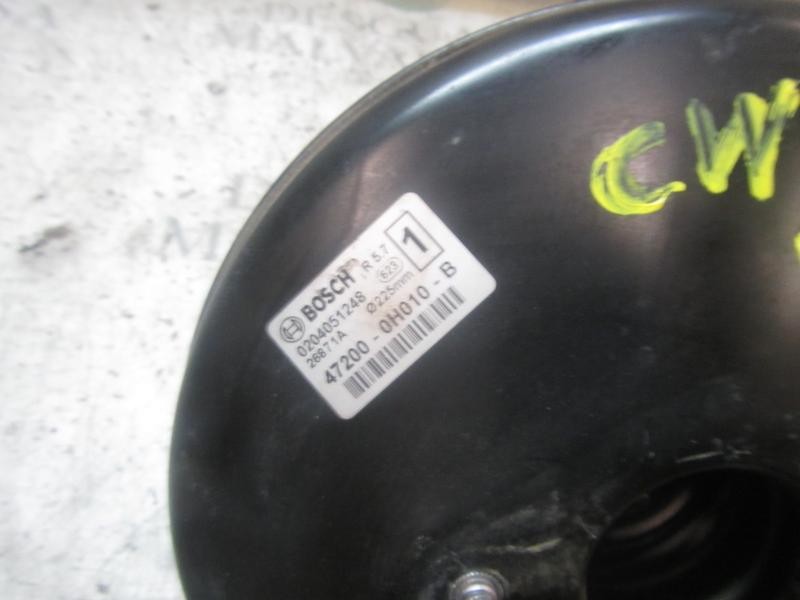 BOSCH R 5.7 1
0204051248 623
26871A Ø225mm
47200 - 0H010 - B
CW